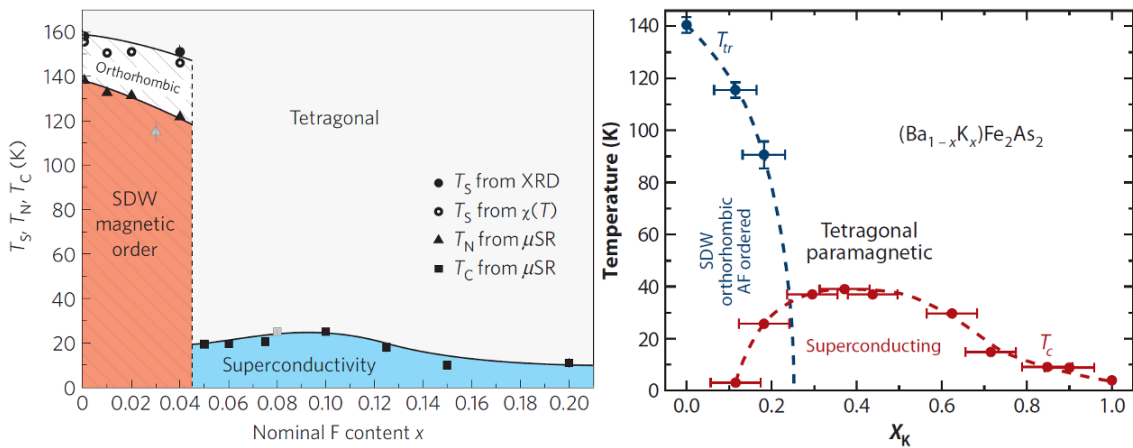 160
140
120
100
80
60
40
20
0
T_S, T_N, T_C (K)
Orthorhombic
SDW
magnetic
order
Tetragonal
T_S from XRD
T_S from χ(T)
T_N from μSR
T_C from μSR
Superconductivity
0 0.02 0.04 0.06 0.08 0.10 0.12 0.14 0.16 0.18 0.20
Nominal F content x
140
120
100
80
60
40
20
0
Temperature (K)
T_tr
(Ba₁₋ₓKₓ)Fe₂As₂
SDW
orthorhombic
AF ordered
Tetragonal
paramagnetic
Superconducting
T_c
0.0 0.2 0.4 0.6 0.8 1.0
X_K